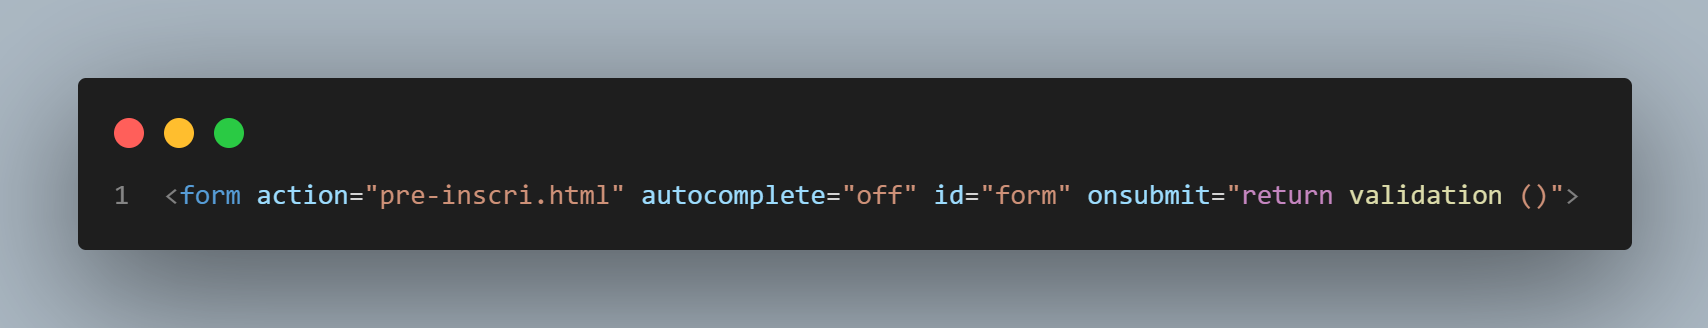 1 <form action="pre-inscri.html" autocomplete="off" id="form" onsubmit="return validation ()">